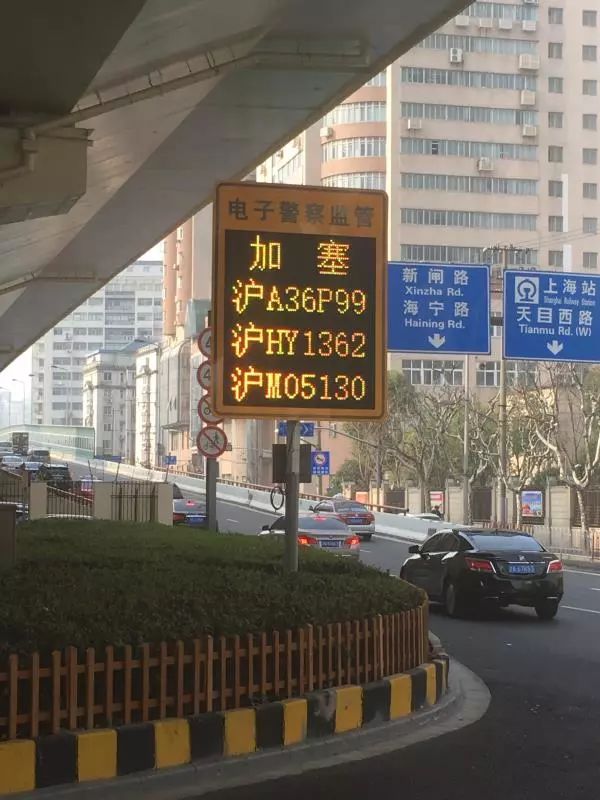 电子警察监管
加 塞
沪A36P99
沪HY1362
沪M05130
新闸路
Xinzha Rd.
海宁路
Haining Rd.
上海站
Shanghai Railway Station
天目西路
Tianmu Rd. (W)